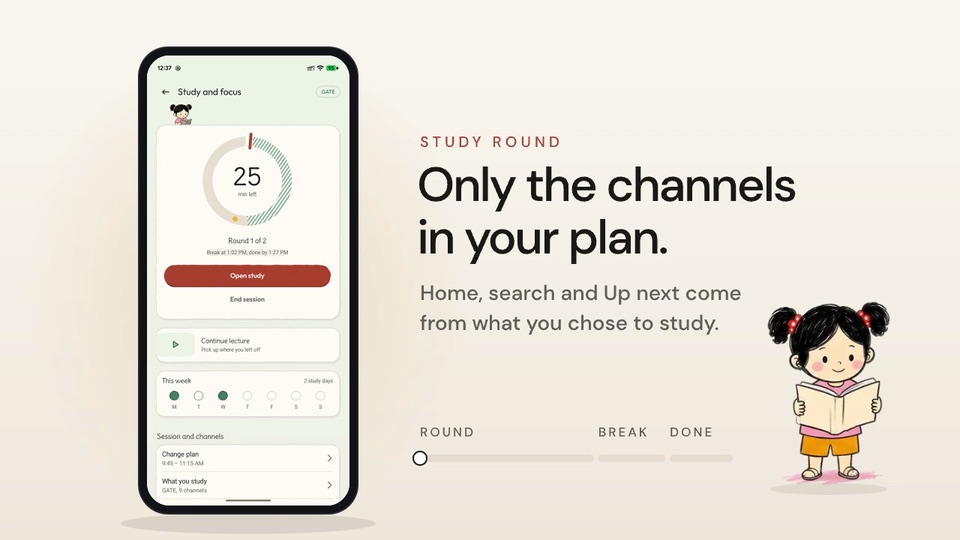 12:37
Study and focus
GATE
25
min left
Round 1 of 2
Break at 1:02 PM, done by 1:27 PM
Open study
End session
Continue lecture
Pick up where you left off
This week
2 study days
M T W T F S S
Session and channels
Change plan
9:45 – 11:15 AM
What you study
GATE, 9 channels
STUDY ROUND
Only the channels
in your plan.
Home, search and Up next come
from what you chose to study.
ROUND BREAK DONE